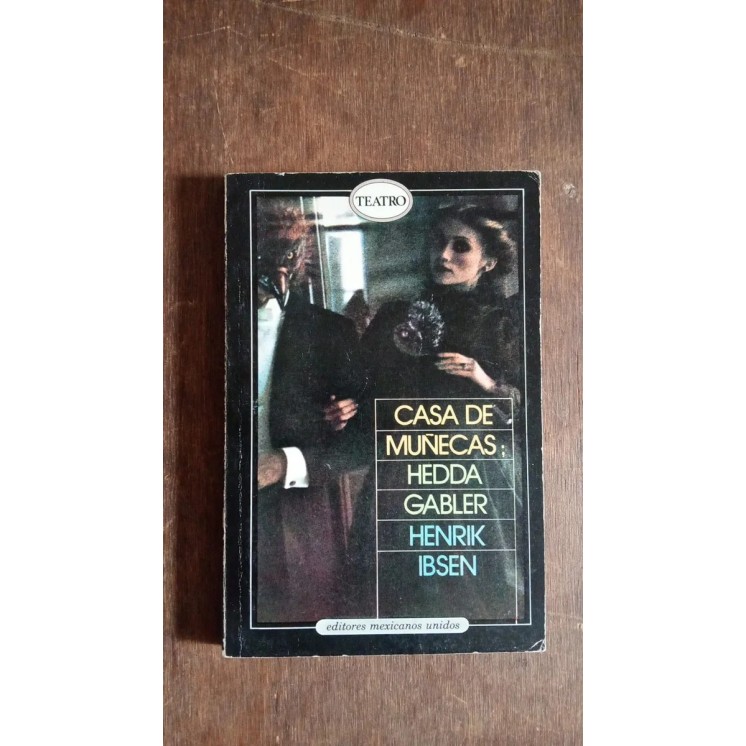 TEATRO
CASA DE
MUÑECAS;
HEDDA
GABLER
HENRIK
IBSEN
editores mexicanos unidos